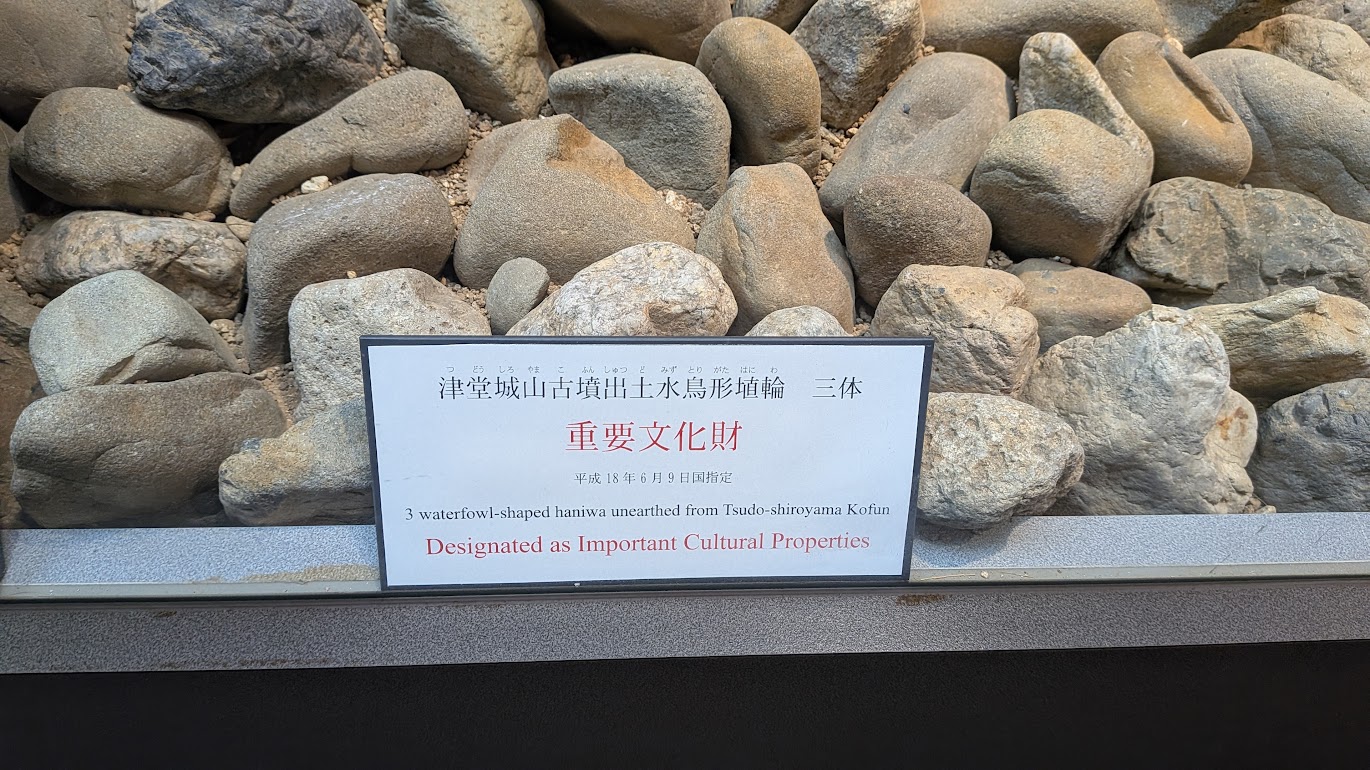 つ どう しろ やま こ ふん しゅつ ど みず とり がた はに わ
津堂城山古墳出土水鳥形埴輪　三体
重要文化財
平成 18 年 6 月 9 日国指定
3 waterfowl-shaped haniwa unearthed from Tsudo-shiroyama Kofun
Designated as Important Cultural Properties